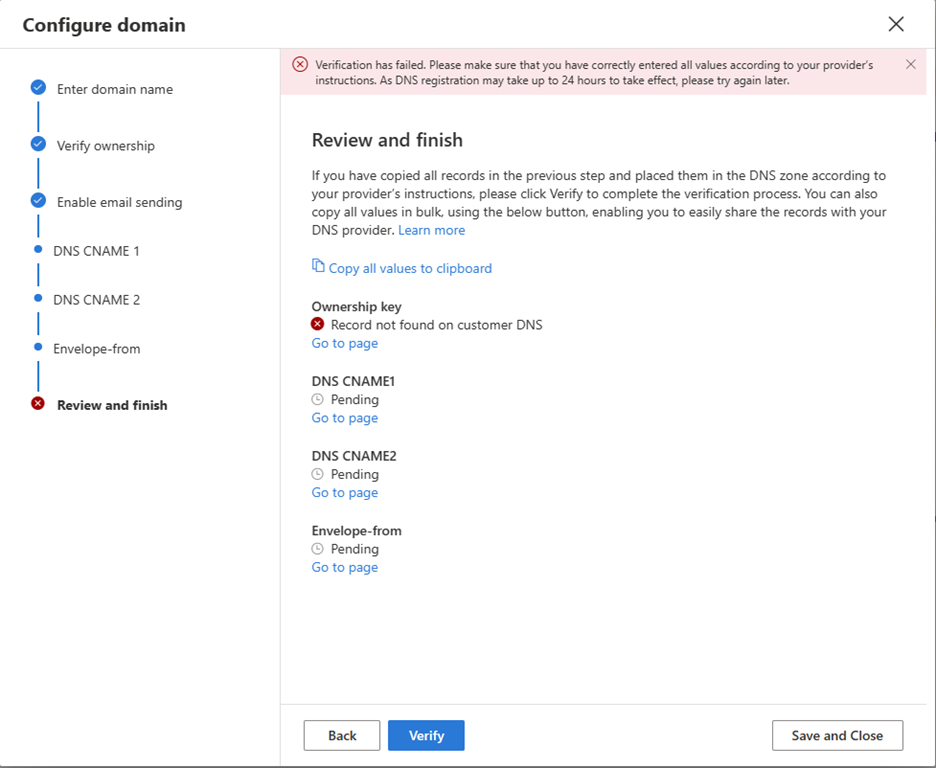 Configure domain
Enter domain name
Verify ownership
Enable email sending
DNS CNAME 1
DNS CNAME 2
Envelope-from
Review and finish
Verification has failed. Please make sure that you have correctly entered all values according to your provider's
instructions. As DNS registration may take up to 24 hours to take effect, please try again later.
Review and finish
If you have copied all records in the previous step and placed them in the DNS zone according to
your provider's instructions, please click Verify to complete the verification process. You can also
copy all values in bulk, using the below button, enabling you to easily share the records with your
DNS provider. Learn more
Copy all values to clipboard
Ownership key
Record not found on customer DNS
Go to page
DNS CNAME1
Pending
Go to page
DNS CNAME2
Pending
Go to page
Envelope-from
Pending
Go to page
Back
Verify
Save and Close